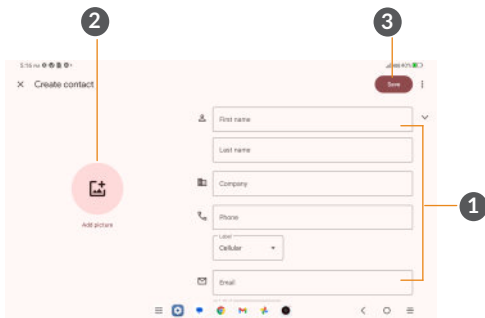 2
3
5:16 PM
Create contact
Save
First name
Last name
Company
1
Phone
Add picture
Label
Cellular
Email